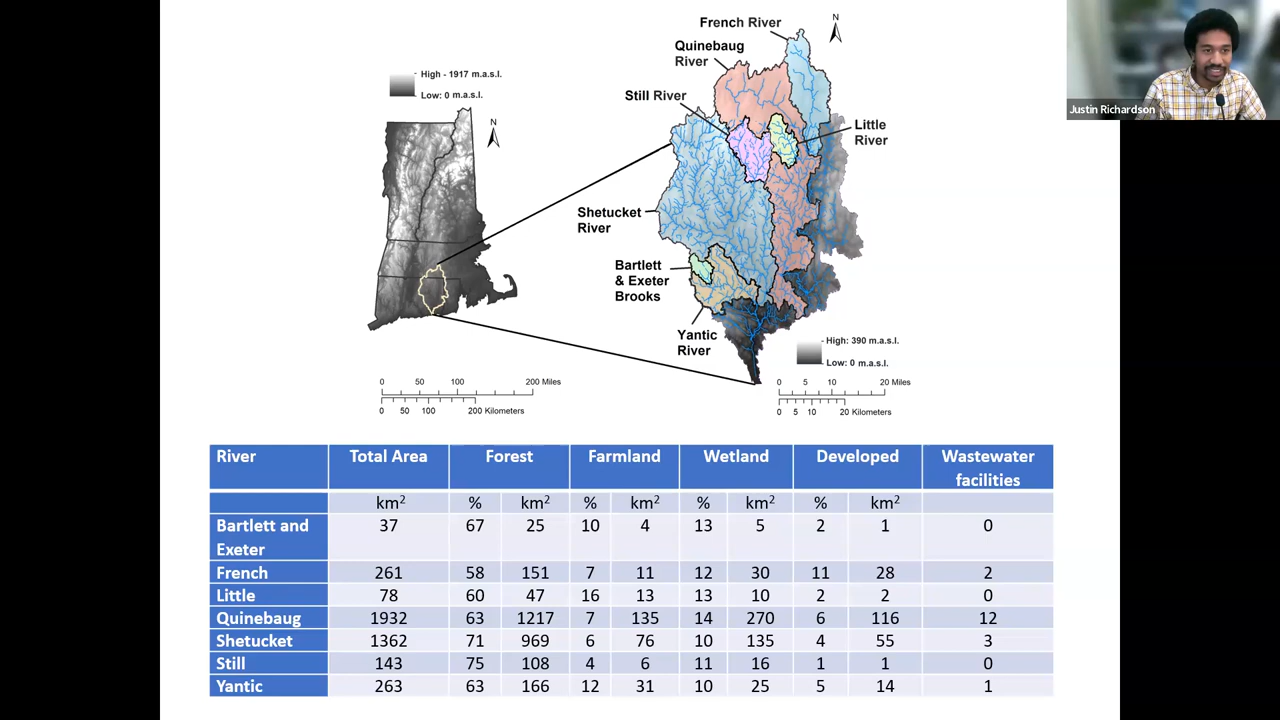 French River
N
Quinebaug
River
High - 1917 m.a.s.l.
Low: 0 m.a.s.l.
Still River
Justin Richardson
N
Little
River
Shetucket
River
Bartlett
& Exeter
Brooks
Yantic
River
High: 390 m.a.s.l.
Low: 0 m.a.s.l.
0 50 100 200 Miles
0 50 100 200 Kilometers
0 5 10 20 Miles
0 5 10 20 Kilometers
River Total Area Forest Farmland Wetland Developed Wastewater
facilities
km² % km² % km² % km² % km²
Bartlett and 37 67 25 10 4 13 5 2 1 0
Exeter
French 261 58 151 7 11 12 30 11 28 2
Little 78 60 47 16 13 13 10 2 2 0
Quinebaug 1932 63 1217 7 135 14 270 6 116 12
Shetucket 1362 71 969 6 76 10 135 4 55 3
Still 143 75 108 4 6 11 16 1 1 0
Yantic 263 63 166 12 31 10 25 5 14 1